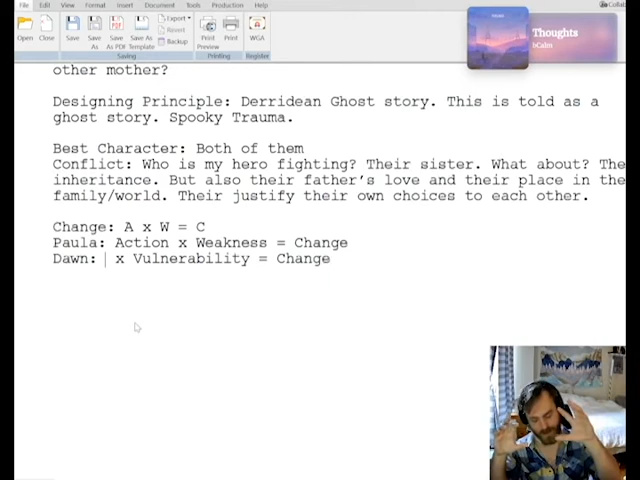 File Edit View Format Insert Document Tools Help
Open Close Save Save As Save as PDF Save As Template Export Revert Backup Print Preview Print WGA
Saving Printing Register
Thoughts
bCalm
other mother?
Designing Principle: Derridean Ghost story. This is told as a
ghost story. Spooky Trauma.
Best Character: Both of them
Conflict: Who is my hero fighting? Their sister. What about? The
inheritance. But also their father's love and their place in the
family/world. Their justify their own choices to each other.
Change: A x W = C
Paula: Action x Weakness = Change
Dawn: x Vulnerability = Change